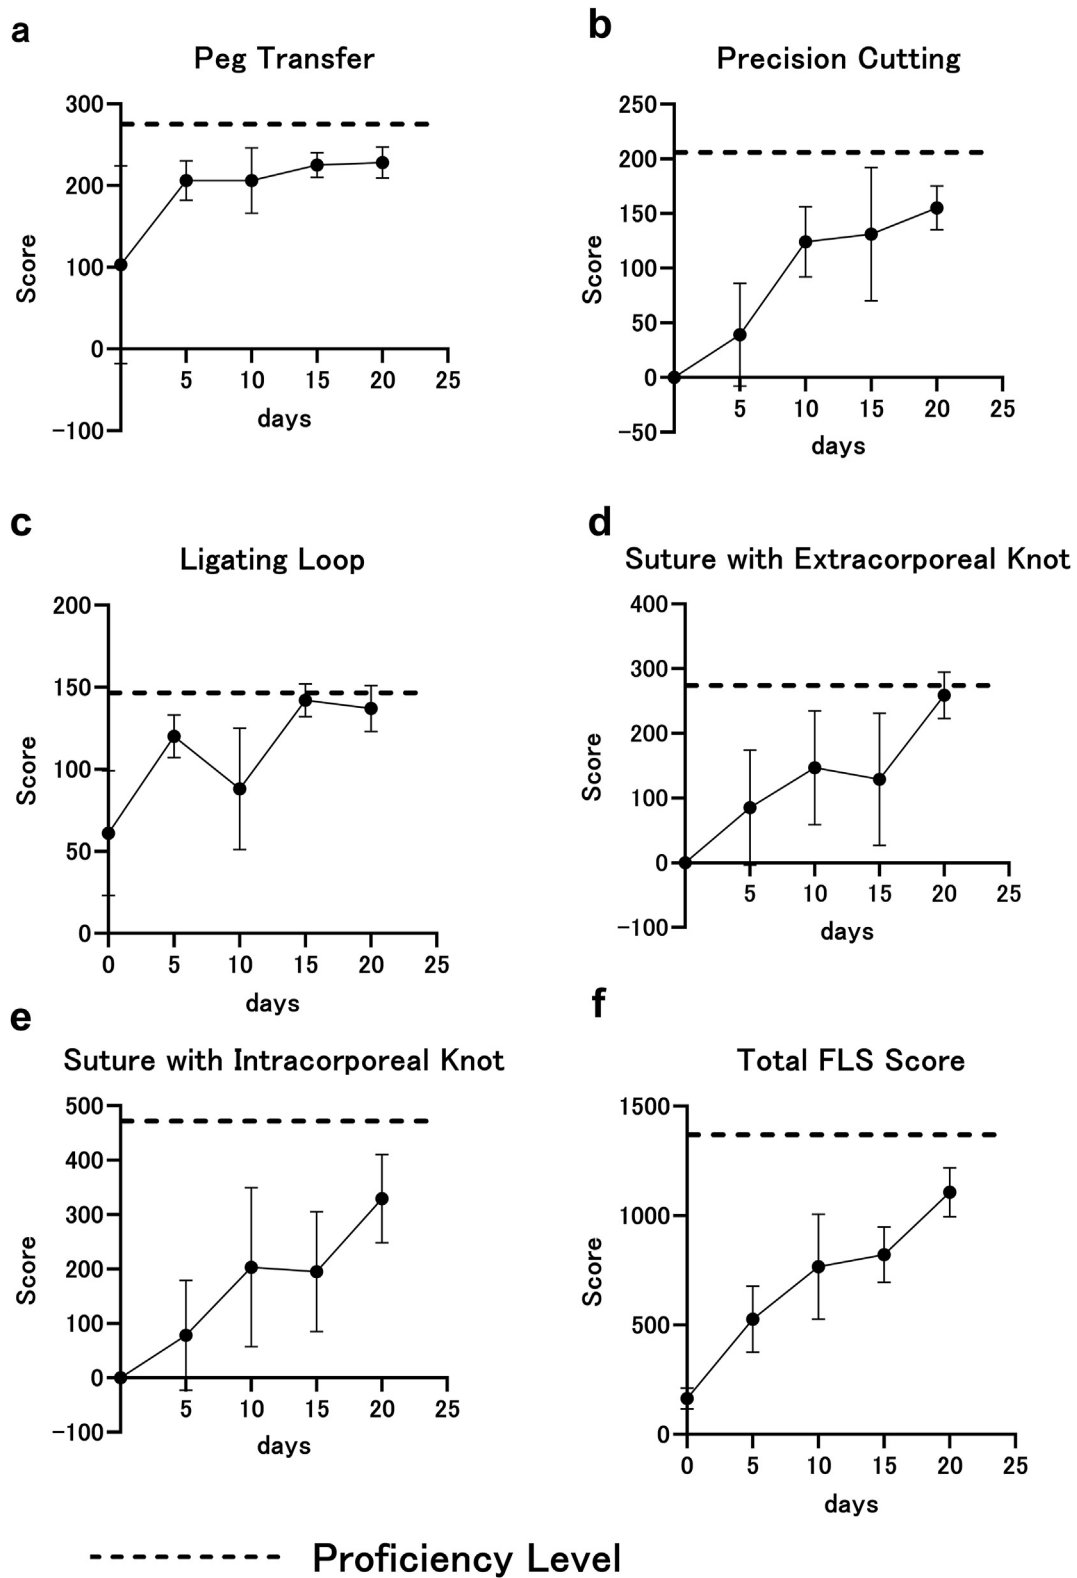 a
Peg Transfer
300
200
100
0
−100
Score
5 10 15 20 25
days
b
Precision Cutting
250
200
150
100
50
0
−50
Score
5 10 15 20 25
days
c
Ligating Loop
200
150
100
50
0
Score
0 5 10 15 20 25
days
d
Suture with Extracorporeal Knot
400
300
200
100
0
−100
Score
5 10 15 20 25
days
e
Suture with Intracorporeal Knot
500
400
300
200
100
0
−100
Score
5 10 15 20 25
days
f
Total FLS Score
1500
1000
500
0
Score
0 5 10 15 20 25
days
Proficiency Level